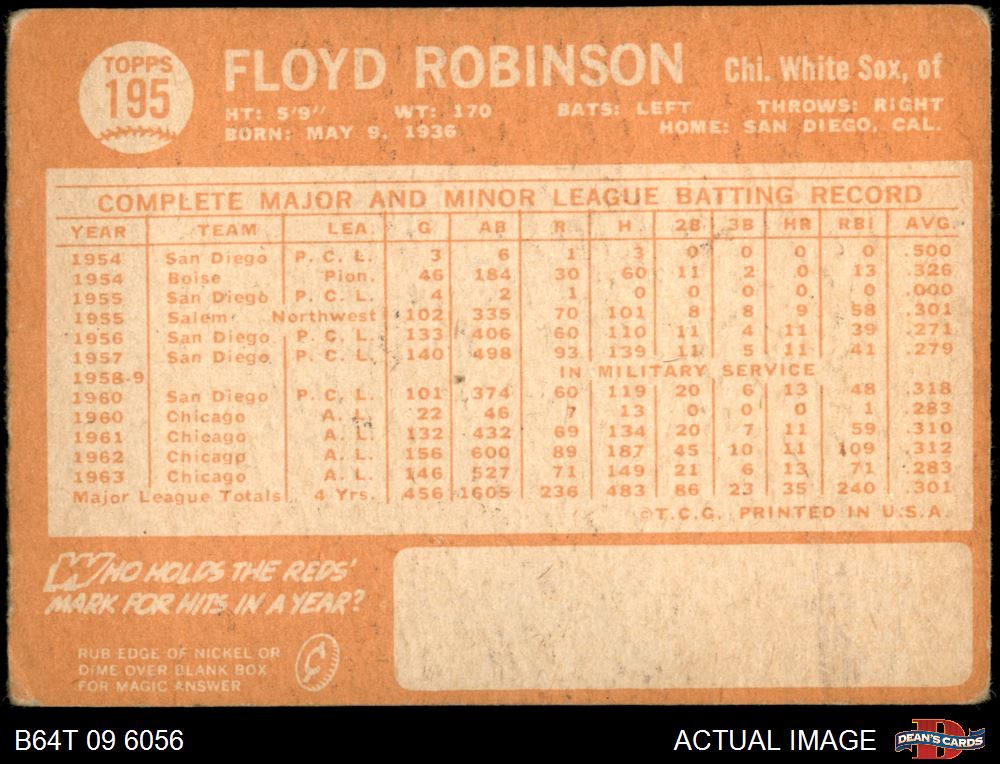 TOPPS
195
FLOYD ROBINSON Chi. White Sox, of
HT: 5'9" WT: 170 BATS: LEFT THROWS: RIGHT
BORN: MAY 9, 1936 HOME: SAN DIEGO, CAL.
COMPLETE MAJOR AND MINOR LEAGUE BATTING RECORD
YEAR TEAM LEA. G AB R H 2B 3B HR RBI AVG.
1954 San Diego P. C. L. 3 6 1 3 0 0 0 0 .500
1954 Boise Pion. 46 184 30 60 11 2 0 13 .326
1955 San Diego P. C. L. 4 2 1 0 0 0 0 0 .000
1955 Salem Northwest 102 335 70 101 8 8 9 58 .301
1956 San Diego P. C. L. 133 406 60 110 11 4 11 39 .271
1957 San Diego P. C. L. 140 498 93 139 11 5 11 41 .279
1958-9 IN MILITARY SERVICE
1960 San Diego P. C. L. 101 374 60 119 20 6 13 48 .318
1960 Chicago A. L. 22 46 7 13 0 0 0 1 .283
1961 Chicago A. L. 132 432 69 134 20 7 11 59 .310
1962 Chicago A. L. 156 600 89 187 45 10 11 109 .312
1963 Chicago A. L. 146 527 71 149 21 6 13 71 .283
Major League Totals 4 Yrs. 456 1605 236 483 86 23 35 240 .301
©T.C.G. PRINTED IN U.S.A.
WHO HOLDS THE REDS'
MARK FOR HITS IN A YEAR?
RUB EDGE OF NICKEL OR
DIME OVER BLANK BOX
FOR MAGIC ANSWER
¢
B64T 09 6056 ACTUAL IMAGE
D
DEAN'S CARDS